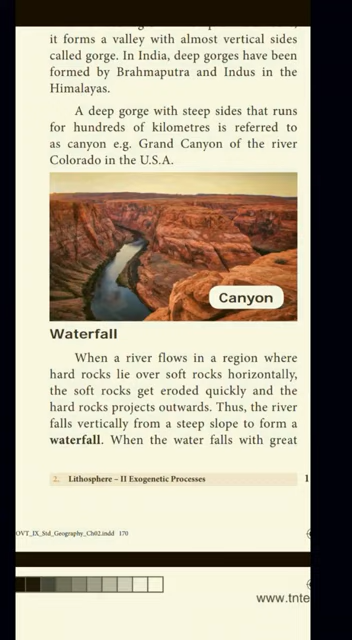 it forms a valley with almost vertical sides
called gorge. In India, deep gorges have been
formed by Brahmaputra and Indus in the
Himalayas.
A deep gorge with steep sides that runs
for hundreds of kilometres is referred to
as canyon e.g. Grand Canyon of the river
Colorado in the U.S.A.
Canyon
Waterfall
When a river flows in a region where
hard rocks lie over soft rocks horizontally,
the soft rocks get eroded quickly and the
hard rocks projects outwards. Thus, the river
falls vertically from a steep slope to form a
waterfall. When the water falls with great
2. Lithosphere – II Exogenetic Processes 1
OVT_IX_Std_Geography_Ch02.indd 170
www.tnte